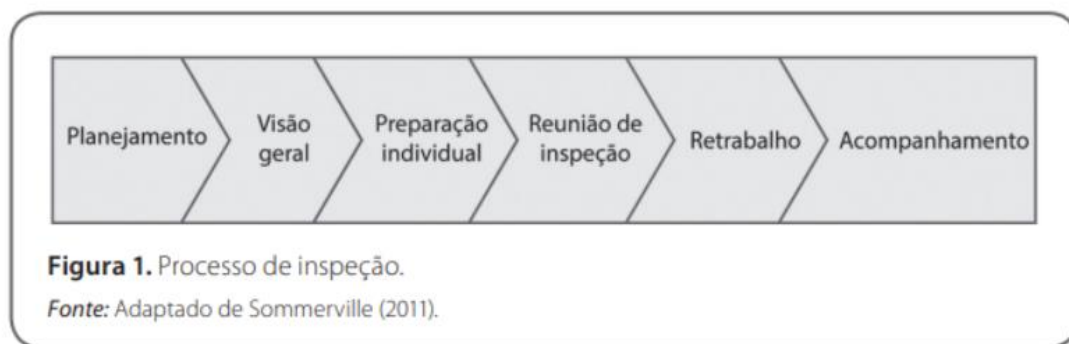 Planejamento
Visão
geral
Preparação
individual
Reunião de
inspeção
Retrabalho
Acompanhamento
Figura 1. Processo de inspeção.
Fonte: Adaptado de Sommerville (2011).